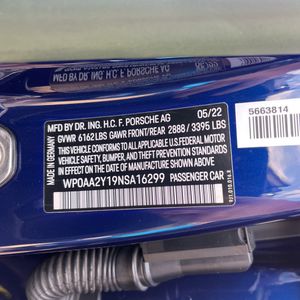 MFD BY DR. ING. H.C. F. PORSCHE AG 05/22
GVWR 6162 LBS GAWR FRONT/REAR 2888 / 3395 LBS
THIS VEHICLE CONFORMS TO ALL
APPLICABLE U.S. FEDERAL MOTOR
VEHICLE SAFETY, BUMPER, AND
THEFT PREVENTION STANDARDS
IN EFFECT ON THE DATE OF
MANUFACTURE SHOWN ABOVE.
WP0AA2Y19NSA16299 PASSENGER CAR
MADE IN GERMANY
5663814